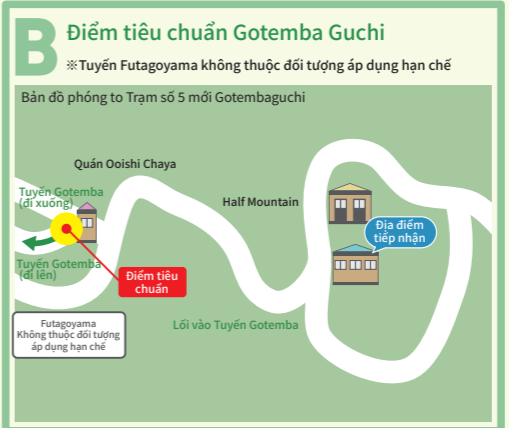 B
Điểm tiêu chuẩn Gotemba Guchi
※Tuyến Futagoyama không thuộc đối tượng áp dụng hạn chế
Bản đồ phóng to Trạm số 5 mới Gotembaguchi
Quán Ooishi Chaya
Tuyến Gotemba
(đi xuống)
Half Mountain
Địa điểm
tiếp nhận
Tuyến Gotemba
(đi lên)
Điểm tiêu
chuẩn
Futagoyama
Không thuộc đối tượng
áp dụng hạn chế
Lối vào Tuyến Gotemba